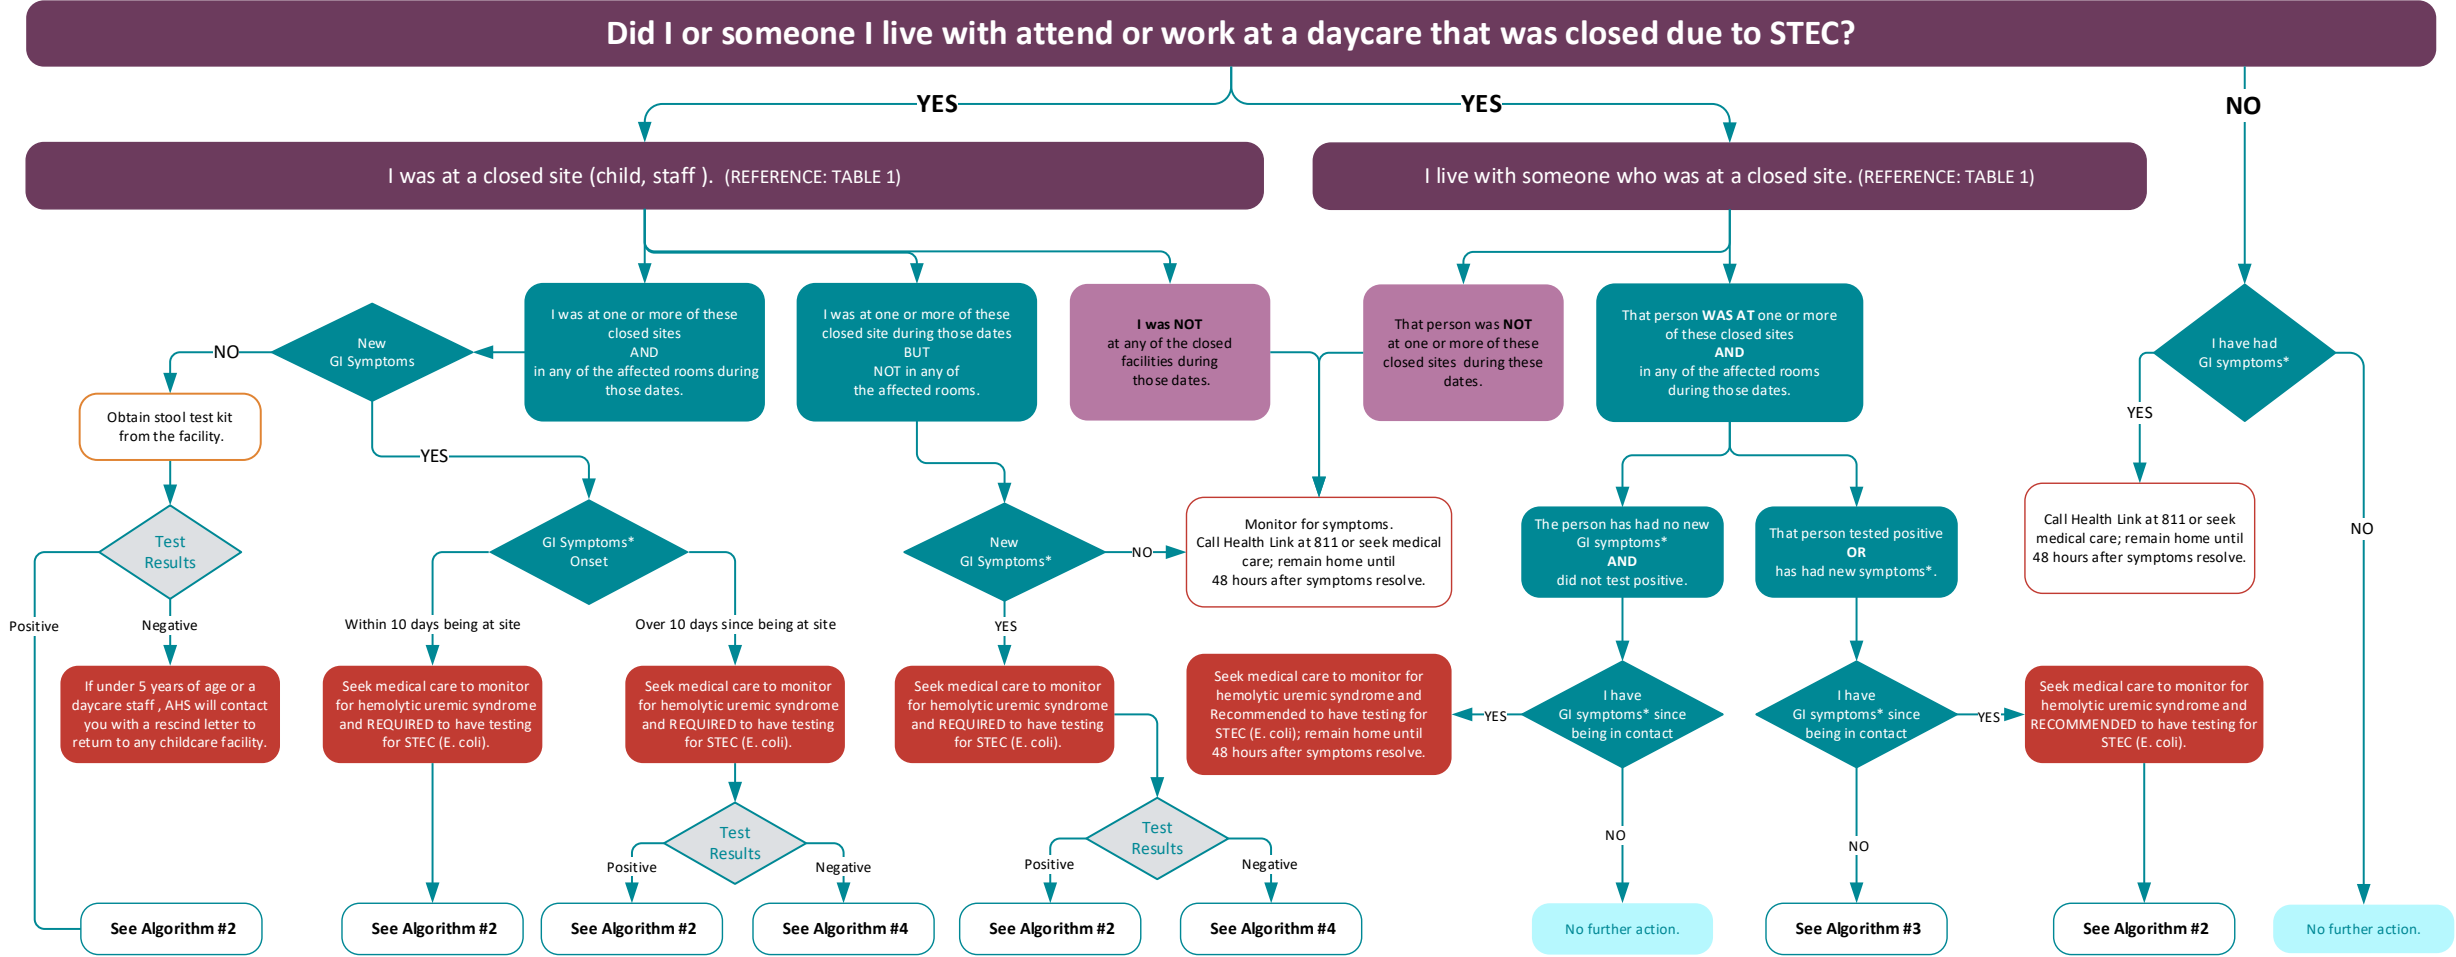 Did I or someone I live with attend or work at a daycare that was closed due to STEC?
YES
YES
NO
I was at a closed site (child, staff ).  (REFERENCE: TABLE 1)
I live with someone who was at a closed site. (REFERENCE: TABLE 1)
New
GI Symptoms
NO
YES
I was at one or more of these
closed sites
AND
in any of the affected rooms during
those dates.
I was at one or more of these
closed site during those dates
BUT
NOT in any of
the affected rooms.
I was NOT
at any of the closed
facilities during
those dates.
That person was NOT
at one or more of these
closed sites  during these
dates.
That person WAS AT one or more
of these closed sites
AND
in any of the affected rooms
during those dates.
I have had
GI symptoms*
YES
NO
Obtain stool test kit
from the facility.
Test
Results
Positive
Negative
GI Symptoms*
Onset
Within 10 days being at site
Over 10 days since being at site
New
GI Symptoms*
NO
YES
Monitor for symptoms.
Call Health Link at 811 or seek medical
care; remain home until
48 hours after symptoms resolve.
The person has had no new
GI symptoms*
AND
did not test positive.
That person tested positive
OR
has had new symptoms*.
Call Health Link at 811 or seek
medical care; remain home until
48 hours after symptoms resolve.
If under 5 years of age or a
daycare staff , AHS will contact
you with a rescind letter to
return to any childcare facility.
Seek medical care to monitor
for hemolytic uremic syndrome
and REQUIRED to have testing
for STEC (E. coli).
Seek medical care to monitor
for hemolytic uremic syndrome
and REQUIRED to have testing
for STEC (E. coli).
Seek medical care to monitor
for hemolytic uremic syndrome
and REQUIRED to have testing
for STEC (E. coli).
Seek medical care to monitor for
hemolytic uremic syndrome and
Recommended to have testing for
STEC (E. coli); remain home until
48 hours after symptoms resolve.
YES
I have
GI symptoms* since
being in contact
NO
I have
GI symptoms* since
being in contact
YES
NO
Seek medical care to monitor for
hemolytic uremic syndrome and
RECOMMENDED to have testing for
STEC (E. coli).
Test
Results
Positive
Negative
Test
Results
Positive
Negative
See Algorithm #2
See Algorithm #2
See Algorithm #2
See Algorithm #4
See Algorithm #2
See Algorithm #4
No further action.
See Algorithm #3
See Algorithm #2
No further action.